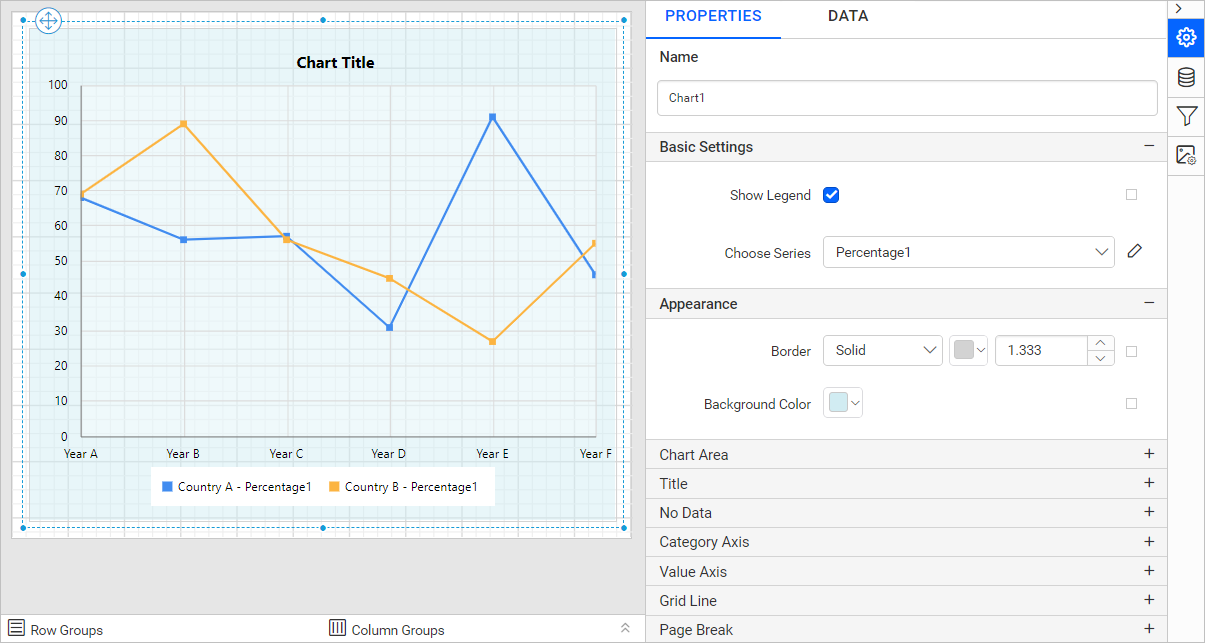 Chart Title
100
90
80
70
60
50
40
30
20
10
0
Year A Year B Year C Year D Year E Year F
Country A - Percentage1 Country B - Percentage1
Row Groups Column Groups
PROPERTIES DATA
Name
Chart1
Basic Settings
Show Legend
Choose Series Percentage1
Appearance
Border Solid 1.333
Background Color
Chart Area
Title
No Data
Category Axis
Value Axis
Grid Line
Page Break